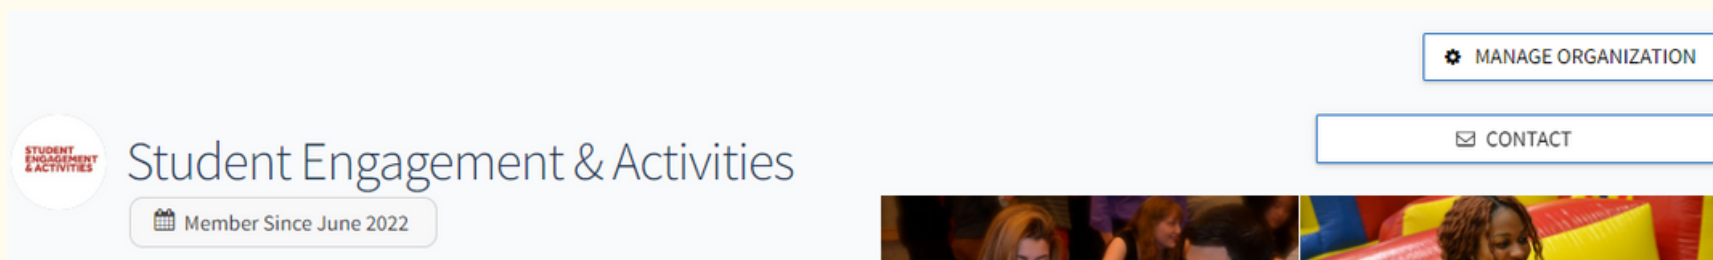 MANAGE ORGANIZATION
CONTACT
STUDENT
ENGAGEMENT
& ACTIVITIES
Student Engagement & Activities
Member Since June 2022